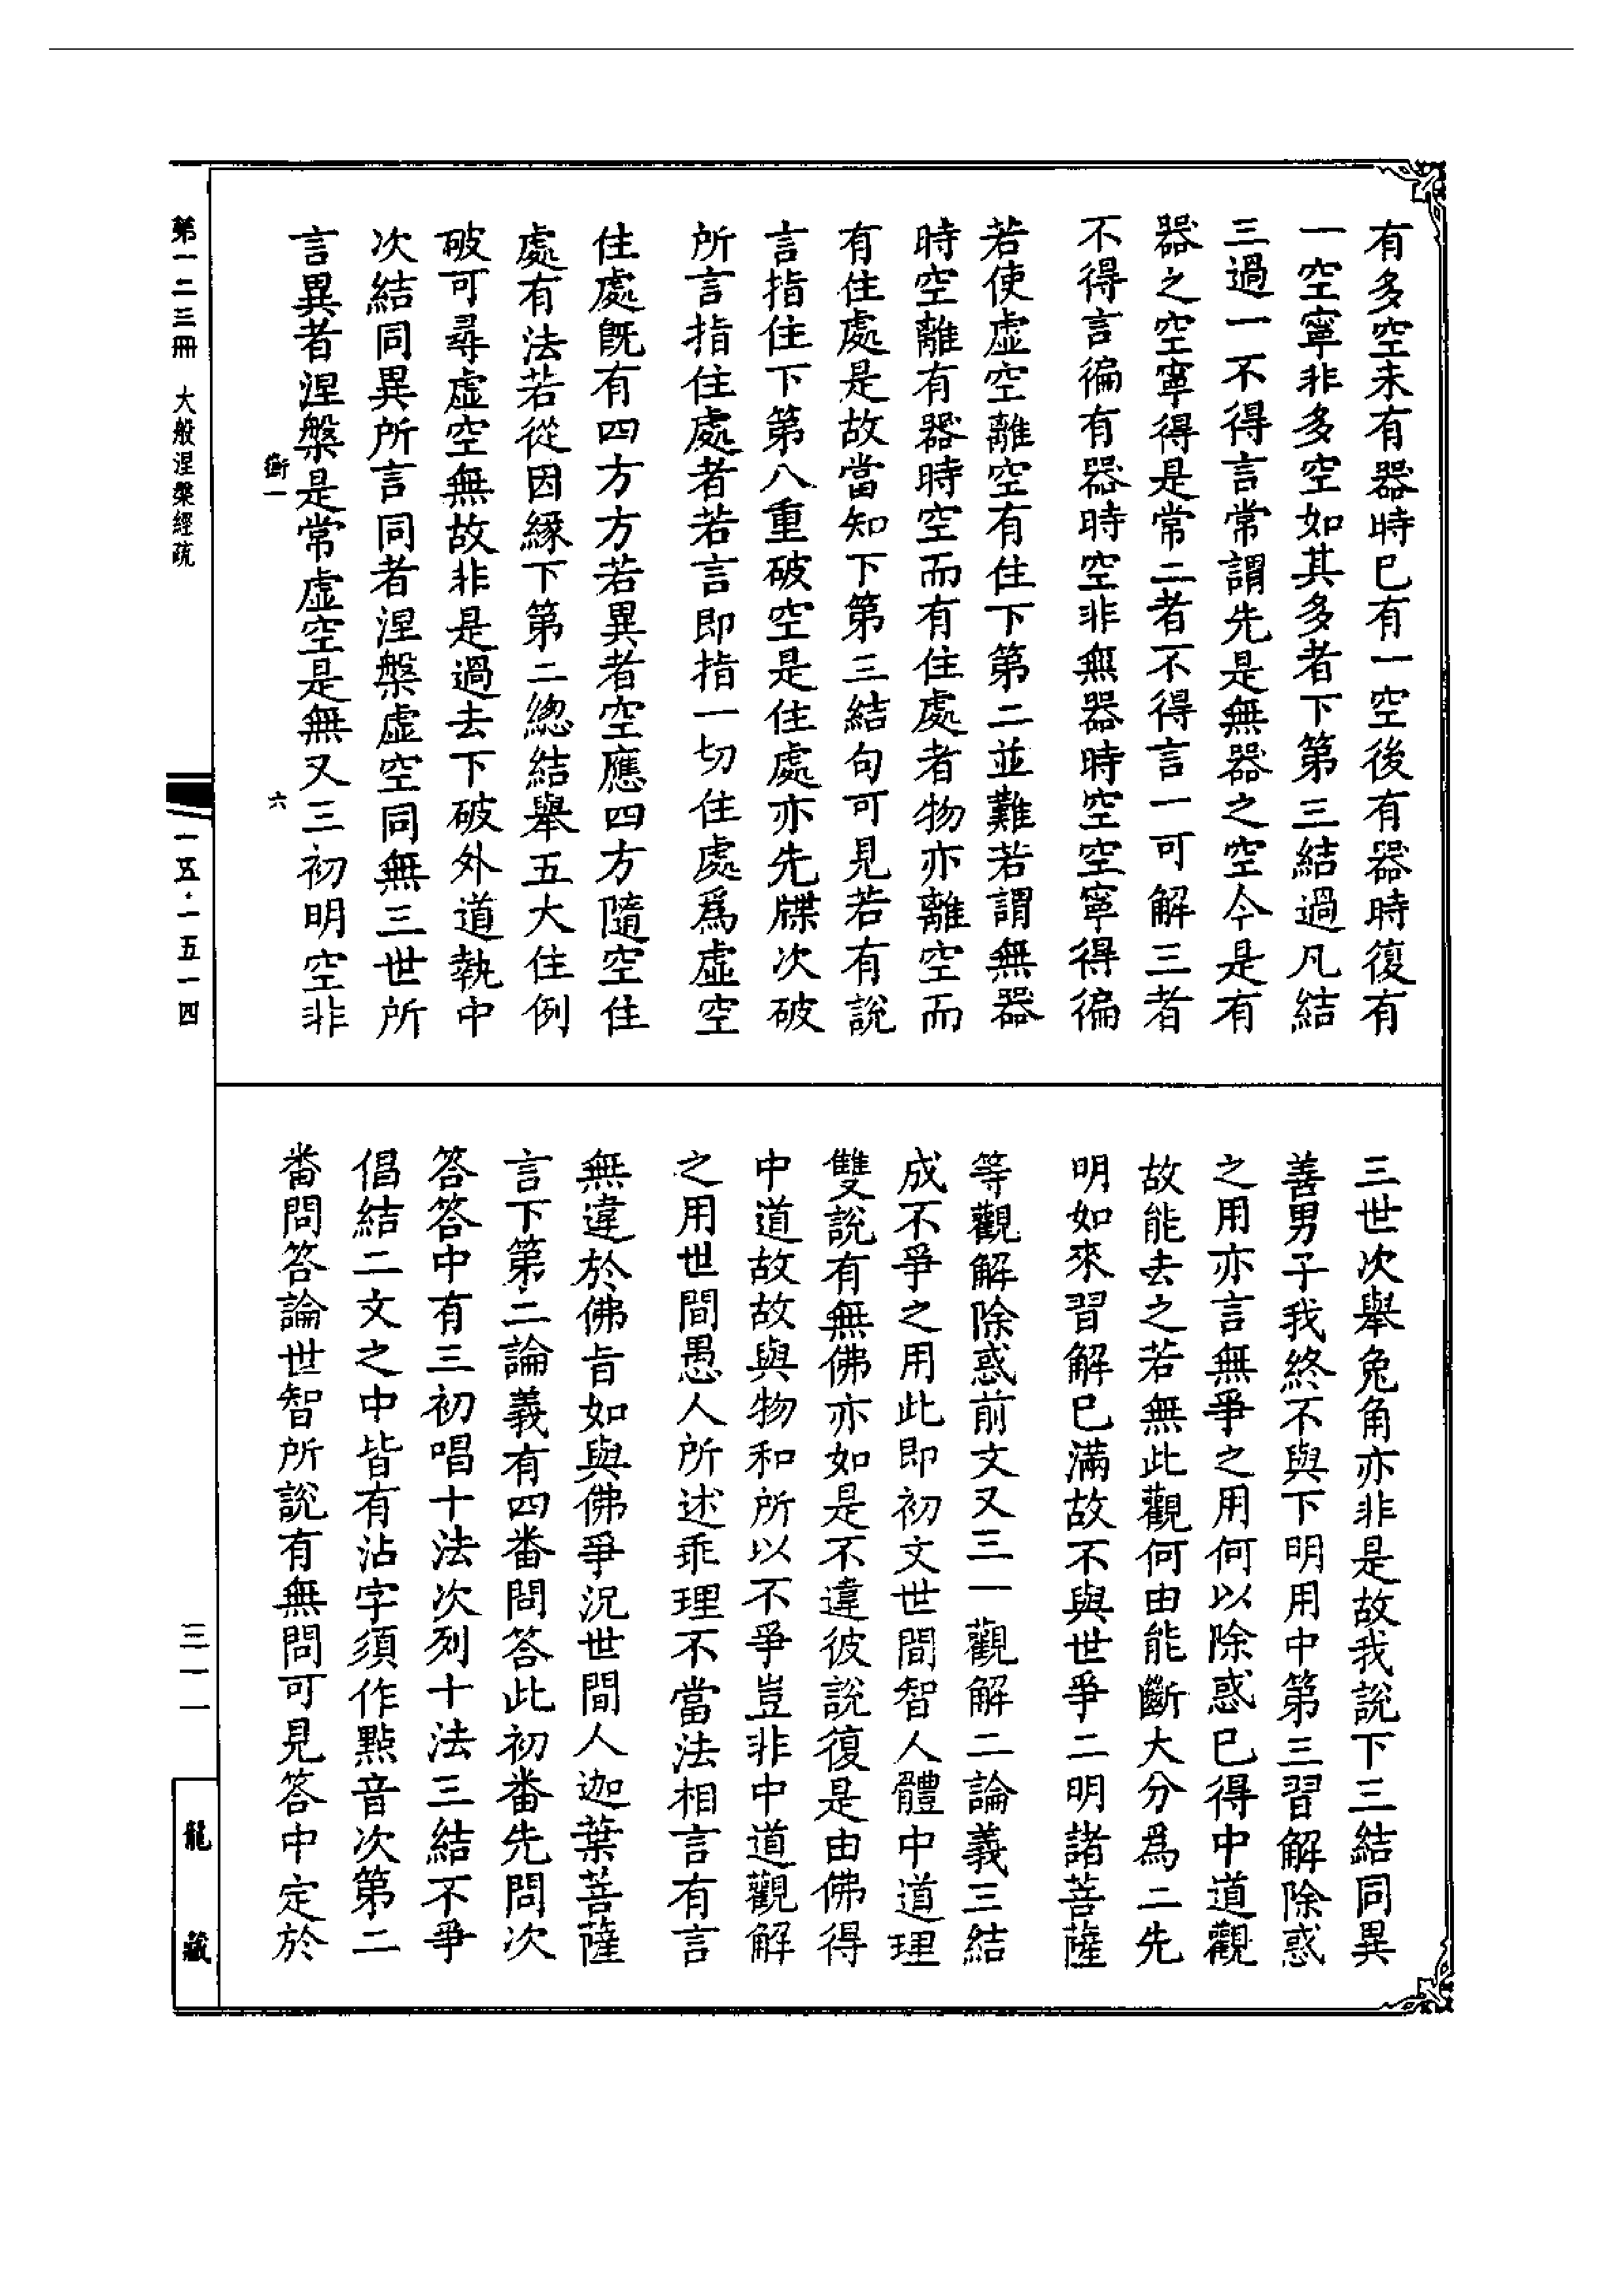 有多空未有器時已有一空後有器時復有
一空寧非多空如其多者下第三結過凡結
三過一不得言常謂先是無器之空今是有
器之空寧得是常二者不得言一可解三者
不得言徧有器時空非無器時空空寧得徧
若使虛空離空有住下第二並難若謂無器
時空離有器時空而有住處者物亦離空而
有住處是故當知下第三結句可見若有說
言指住下第八重破空是住處亦先牒次破
所言指住處者若言即指一切住處為虛空
住處既有四方方若異者空應四方隨空住
處有法若從因緣下第二總結舉五大住例
破可尋虛空無故非是過去下破外道執中
次結同異所言同者涅槃虛空同無三世所
言異者涅槃是常虛空是無又三初明空非
三世次舉兔角亦非是故我說下三結同異
善男子我終不與下明用中第三習解除惑
之用亦言無爭之用何以除惑已得中道觀
故能去之若無此觀何由能斷大分為二先
明如來習解已滿故不與世爭二明諸菩薩
等觀解除惑前文又三一觀解二論義三結
成不爭之用此即初文世間智人體中道理
雙說有無佛亦如是不違彼說復是由佛得
中道故故與物和所以不爭豈非中道觀解
之用世間愚人所述乖理不當法相言有言
無違於佛旨如與佛爭況世間人迦葉菩薩
言下第二論義有四番問答此初番先問次
答答中有三初唱十法次列十法三結不爭
倡結二文之中皆有沾字須作點音次第二
番問答論世智所說有無問可見答中定於
衡一
六
第一二三冊 大般涅槃經疏
一五·一五一四
三一一
龍藏